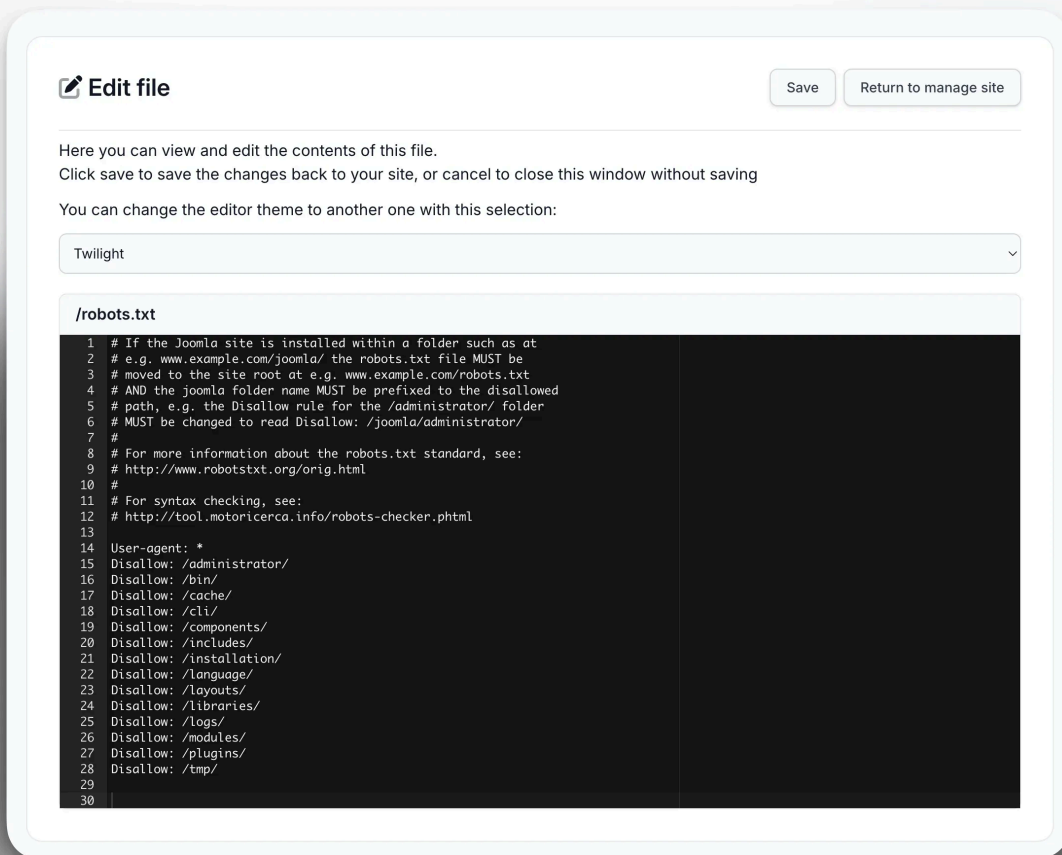 Edit file
Save
Return to manage site
Here you can view and edit the contents of this file.
Click save to save the changes back to your site, or cancel to close this window without saving
You can change the editor theme to another one with this selection:
Twilight
/robots.txt
1 # If the Joomla site is installed within a folder such as at
2 # e.g. www.example.com/joomla/ the robots.txt file MUST be
3 # moved to the site root at e.g. www.example.com/robots.txt
4 # AND the joomla folder name MUST be prefixed to the disallowed
5 # path, e.g. the Disallow rule for the /administrator/ folder
6 # MUST be changed to read Disallow: /joomla/administrator/
7 #
8 # For more information about the robots.txt standard, see:
9 # http://www.robotstxt.org/orig.html
10 #
11 # For syntax checking, see:
12 # http://tool.motoricerca.info/robots-checker.phtml
13
14 User-agent: *
15 Disallow: /administrator/
16 Disallow: /bin/
17 Disallow: /cache/
18 Disallow: /cli/
19 Disallow: /components/
20 Disallow: /includes/
21 Disallow: /installation/
22 Disallow: /language/
23 Disallow: /layouts/
24 Disallow: /libraries/
25 Disallow: /logs/
26 Disallow: /modules/
27 Disallow: /plugins/
28 Disallow: /tmp/
29
30